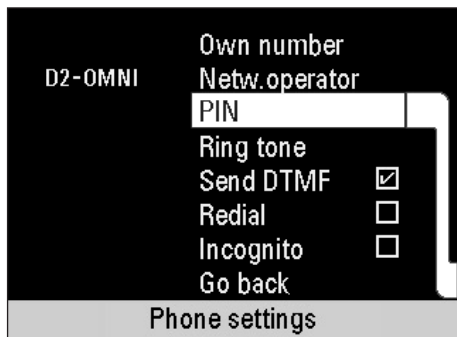 Own number
D2-OMNI Netw.operator
PIN
Ring tone
Send DTMF
Redial
Incognito
Go back
Phone settings